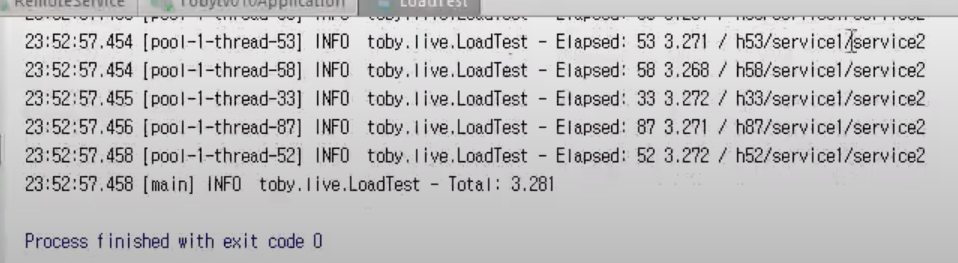 RemoteService Tobytv010Application LoadTest
23:52:57.454 [pool-1-thread-53] INFO toby.live.LoadTest - Elapsed: 53 3.271 / h53/service1/service2
23:52:57.454 [pool-1-thread-58] INFO toby.live.LoadTest - Elapsed: 58 3.268 / h58/service1/service2
23:52:57.455 [pool-1-thread-33] INFO toby.live.LoadTest - Elapsed: 33 3.272 / h33/service1/service2
23:52:57.456 [pool-1-thread-87] INFO toby.live.LoadTest - Elapsed: 87 3.271 / h87/service1/service2
23:52:57.458 [pool-1-thread-52] INFO toby.live.LoadTest - Elapsed: 52 3.272 / h52/service1/service2
23:52:57.458 [main] INFO toby.live.LoadTest - Total: 3.281
Process finished with exit code 0